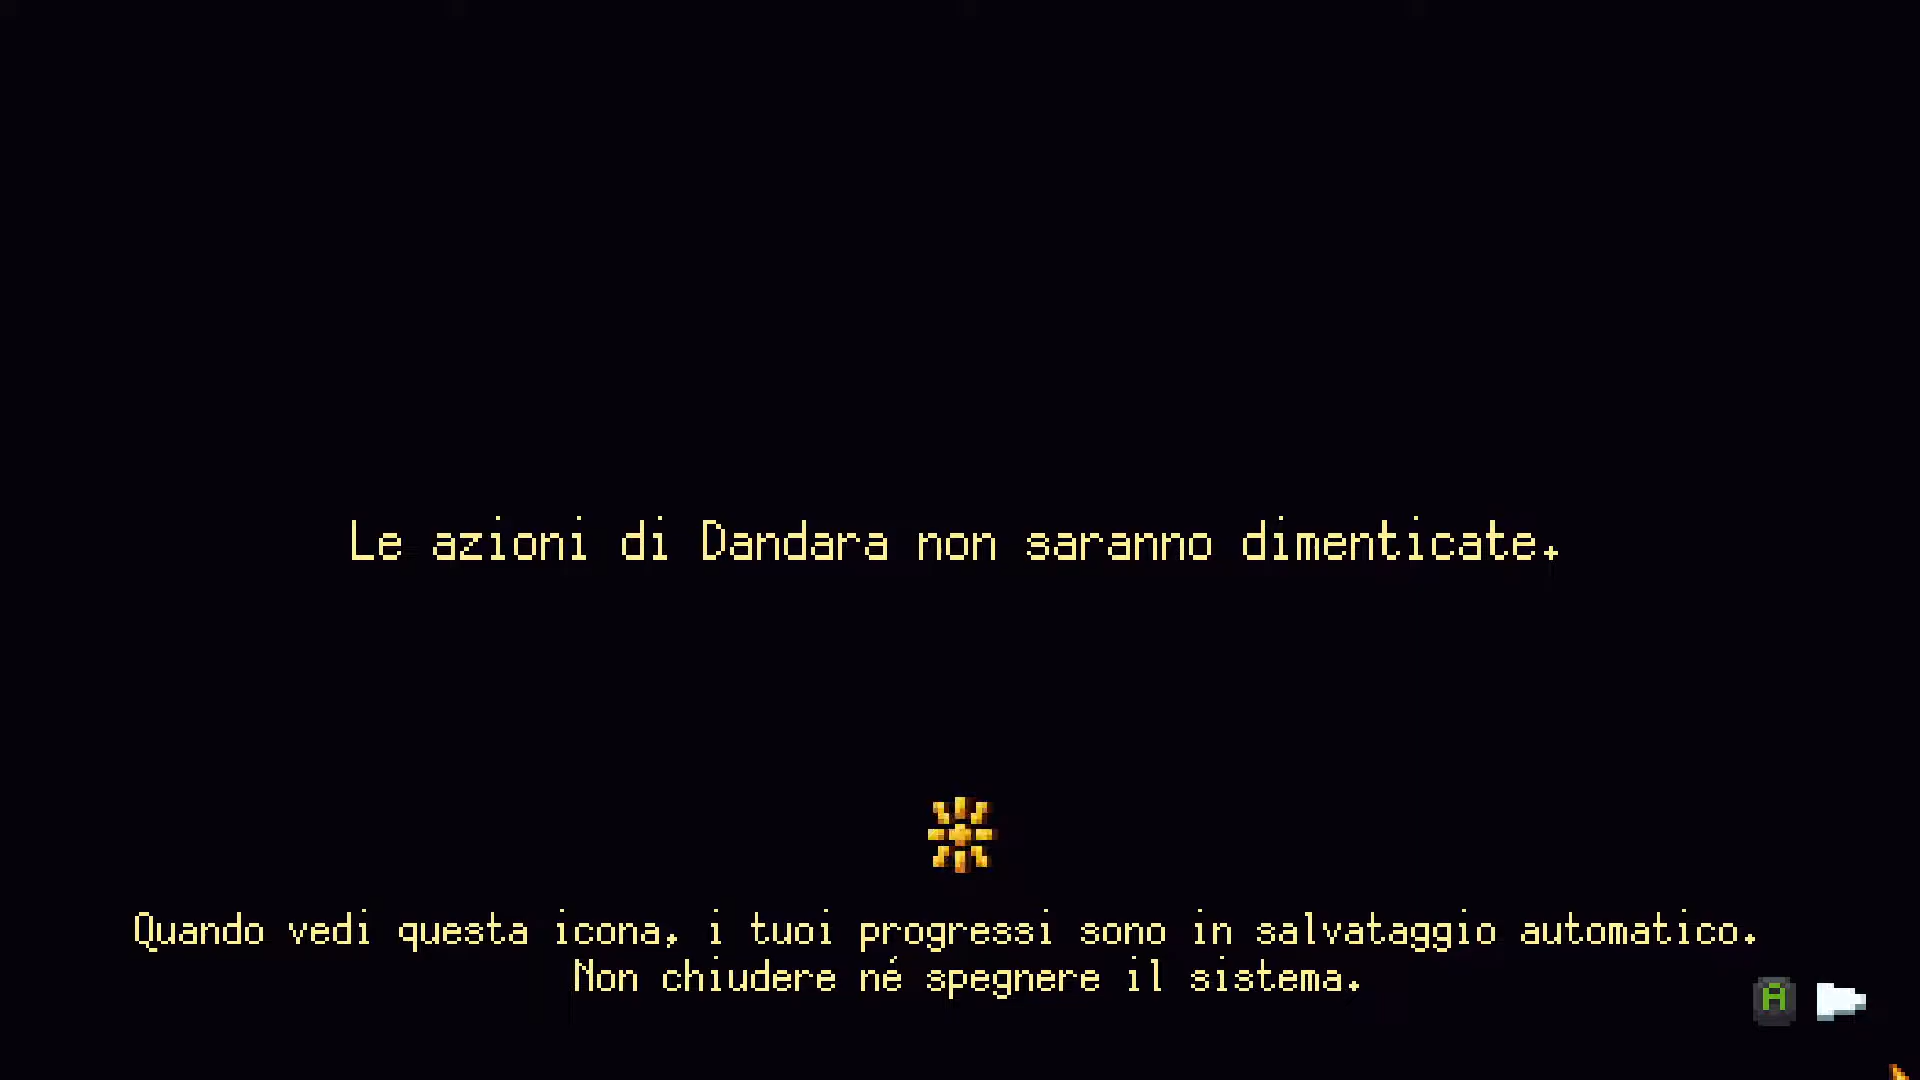 Le azioni di Dandara non saranno dimenticate.
Quando vedi questa icona, i tuoi progressi sono in salvataggio automatico.
Non chiudere né spegnere il sistema.
A